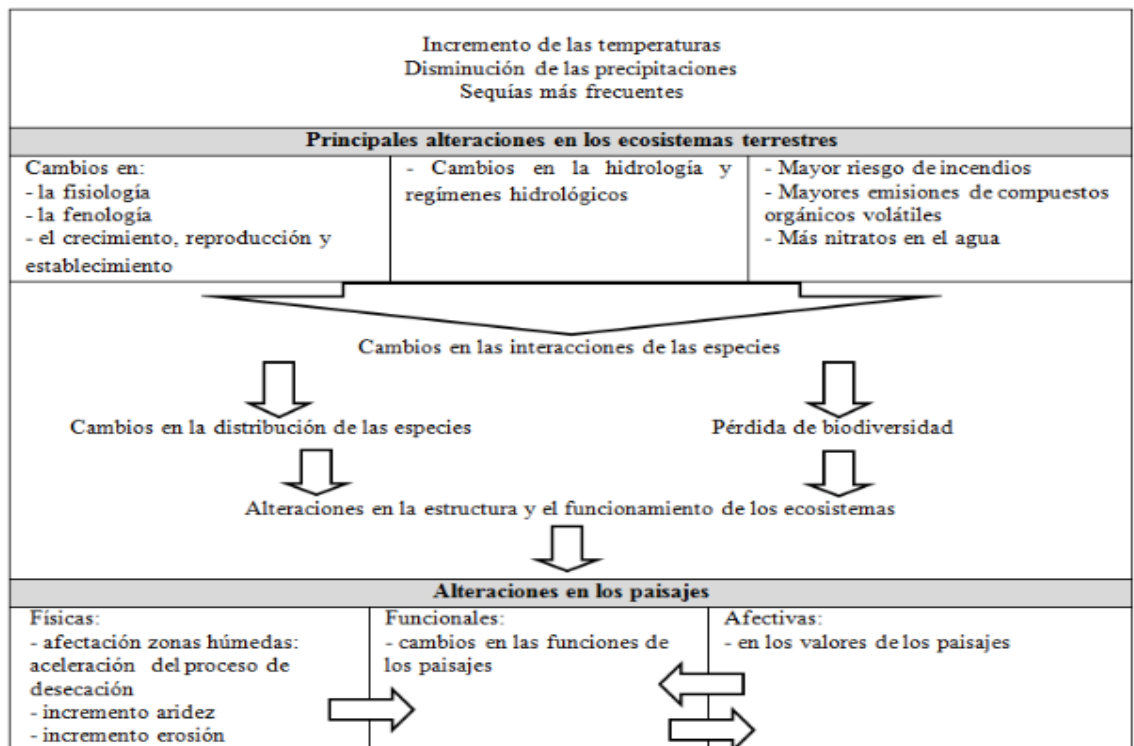 Incremento de las temperaturas
Disminución de las precipitaciones
Sequías más frecuentes
Principales alteraciones en los ecosistemas terrestres
Cambios en:
- la fisiología
- la fenología
- el crecimiento, reproducción y
establecimiento
- Cambios en la hidrología y
regímenes hidrológicos
- Mayor riesgo de incendios
- Mayores emisiones de compuestos
orgánicos volátiles
- Más nitratos en el agua
Cambios en las interacciones de las especies
Cambios en la distribución de las especies
Pérdida de biodiversidad
Alteraciones en la estructura y el funcionamiento de los ecosistemas
Alteraciones en los paisajes
Físicas:
- afectación zonas húmedas:
aceleración del proceso de
desecación
- incremento aridez
- incremento erosión
Funcionales:
- cambios en las funciones de
los paisajes
Afectivas:
- en los valores de los paisajes